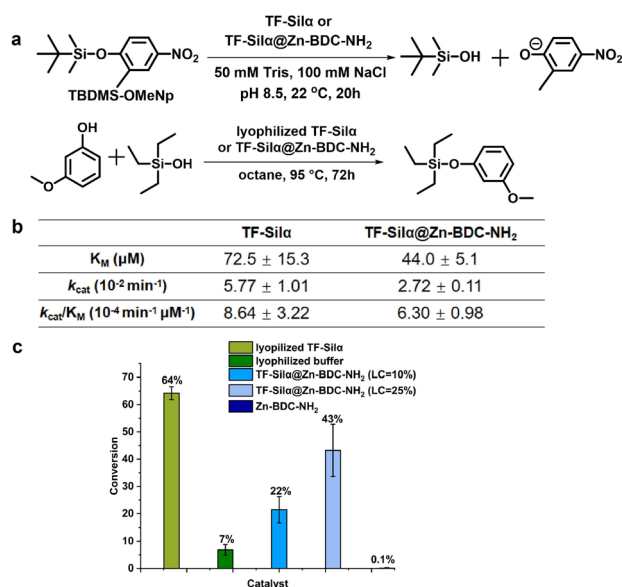 a
TF-Silα or
TF-Silα@Zn-BDC-NH₂
50 mM Tris, 100 mM NaCl
pH 8.5, 22 °C, 20h
Si
O
NO₂
TBDMS-OMeNp
Si-OH
+
⊖
O
NO₂
OH
O
+
Si-OH
lyophilized TF-Silα
or TF-Silα@Zn-BDC-NH₂
octane, 95 °C, 72h
Si
O
O
b
TF-Silα TF-Silα@Zn-BDC-NH₂
K_M (μM) 72.5 ± 15.3 44.0 ± 5.1
k_cat (10⁻² min⁻¹) 5.77 ± 1.01 2.72 ± 0.11
k_cat/K_M (10⁻⁴ min⁻¹ μM⁻¹) 8.64 ± 3.22 6.30 ± 0.98
c
lyopilized TF-Silα
lyophilized buffer
TF-Silα@Zn-BDC-NH₂ (LC=10%)
TF-Silα@Zn-BDC-NH₂ (LC=25%)
Zn-BDC-NH₂
Conversion
70
60
50
40
30
20
10
0
64%
7%
22%
43%
0.1%
Catalyst